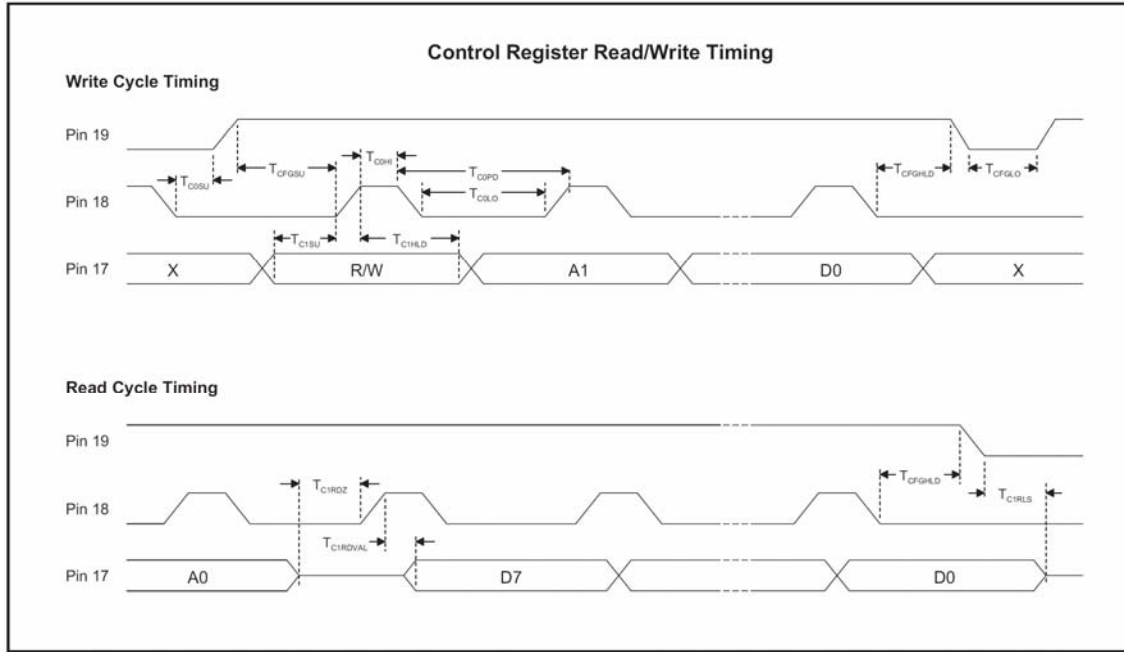 Control Register Read/Write Timing
Write Cycle Timing
Pin 19
T_C0SU T_CFGSU T_C0HI T_C0PD T_C0LO T_CFGHLD T_CFGLO
Pin 18
T_C1SU T_C1HLD
Pin 17 X R/W A1 D0 X
Read Cycle Timing
Pin 19
T_C1RDZ T_CFGHLD T_C1RLS
Pin 18
T_C1RDVAL
Pin 17 A0 D7 D0